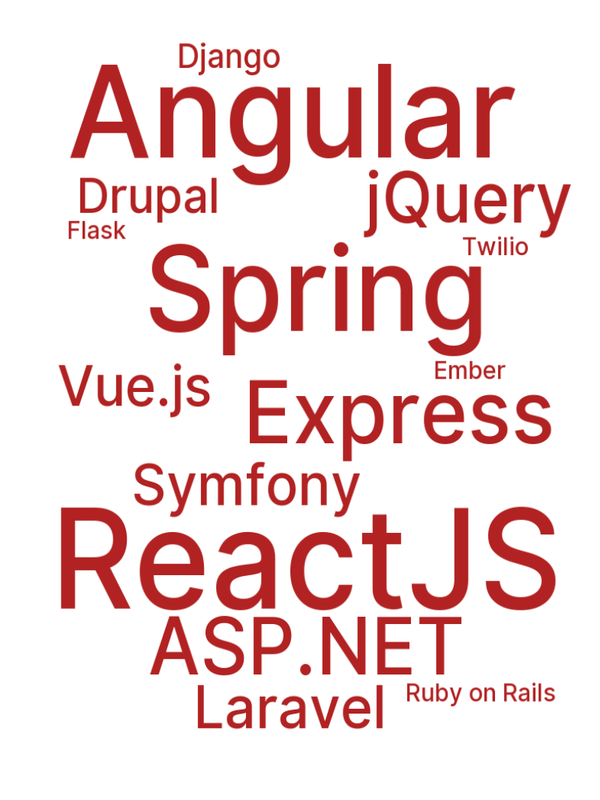 Django
Angular
Drupal
jQuery
Flask
Twilio
Spring
Vue.js
Ember
Express
Symfony
ReactJS
ASP.NET
Laravel
Ruby on Rails